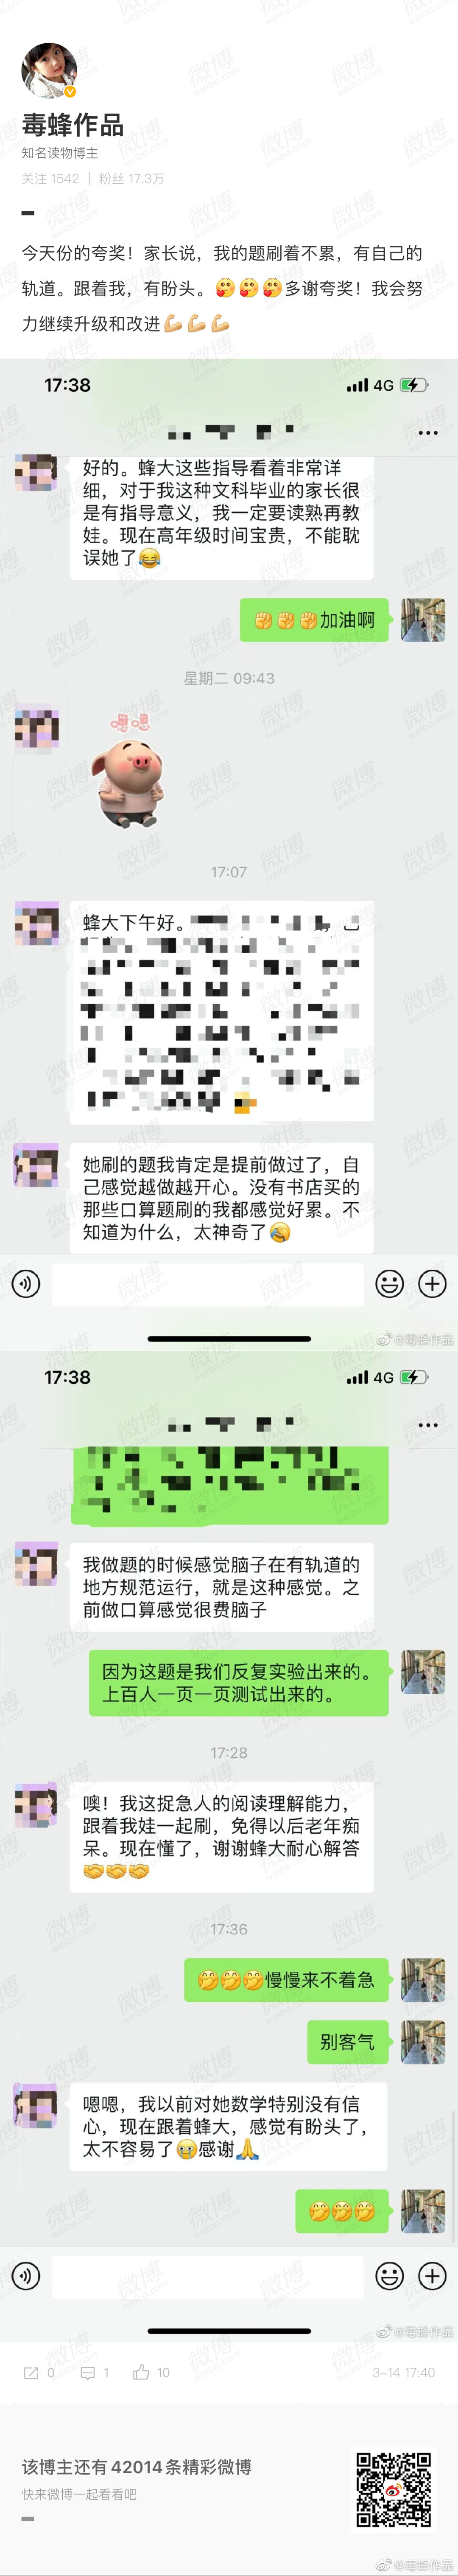 毒蜂作品
知名读物博主
关注 1542 | 粉丝 17.3万
今天份的夸奖！家长说，我的题刷着不累，有自己的
轨道。跟着我，有盼头。🥰🥰🥰多谢夸奖！我会努
力继续升级和改进💪💪💪
17:38 4G
好的。蜂大这些指导看着非常详
细，对于我这种文科毕业的家长很
是有指导意义，我一定要读熟再教
娃。现在高年级时间宝贵，不能耽
误她了😂
✊✊✊加油啊
星期二 09:43
嗯嗯
17:07
蜂大下午好。
她刷的题我肯定是提前做过了，自
己感觉越做越开心。没有书店买的
那些口算题刷的我都感觉好累。不
知道为什么，太神奇了😂
@毒蜂作品
17:38 4G
我做题的时候感觉脑子在有轨道的
地方规范运行，就是这种感觉。之
前做口算感觉很费脑子
因为这题是我们反复实验出来的。
上百人一页一页测试出来的。
17:28
噢！我这捉急人的阅读理解能力，
跟着我娃一起刷，免得以后老年痴
呆。现在懂了，谢谢蜂大耐心解答
🤝🤝🤝
17:36
🤭🤭🤭慢慢来不着急
别客气
嗯嗯，我以前对她数学特别没有信
心，现在跟着蜂大，感觉有盼头了，
太不容易了😢感谢🙏
🤭🤭🤭
@毒蜂作品
0 1 10 3-14 17:40
该博主还有42014条精彩微博
快来微博一起看看吧
@毒蜂作品